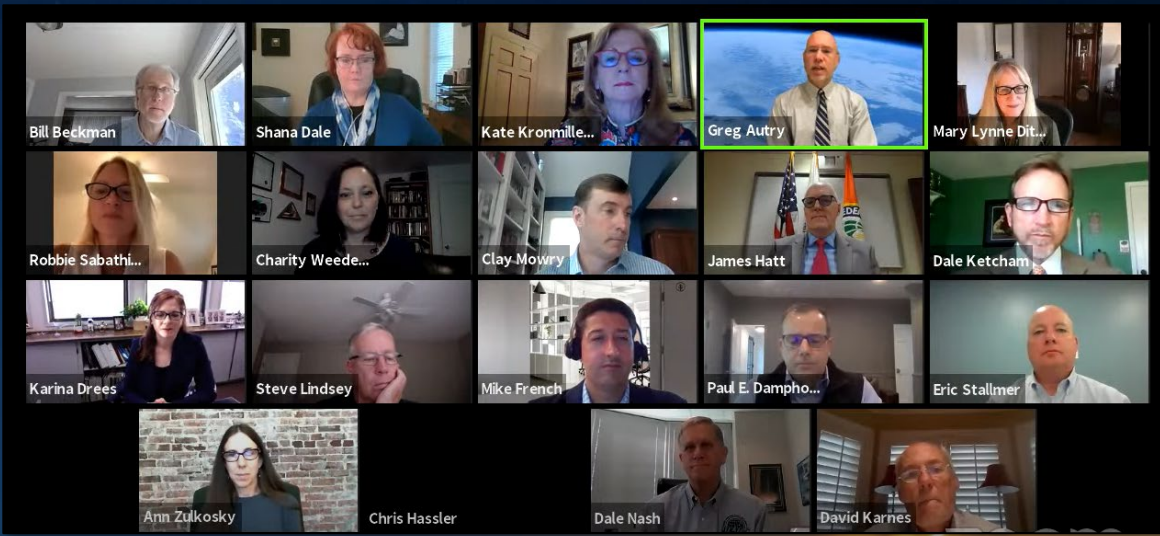 Bill Beckman
Shana Dale
Kate Kronmille...
Greg Autry
Mary Lynne Dit...
Robbie Sabathi...
Charity Weede...
Clay Mowry
James Hatt
Dale Ketcham
Karina Drees
Steve Lindsey
Mike French
Paul E. Dampho...
Eric Stallmer
Ann Zulkosky
Chris Hassler
Dale Nash
David Karnes